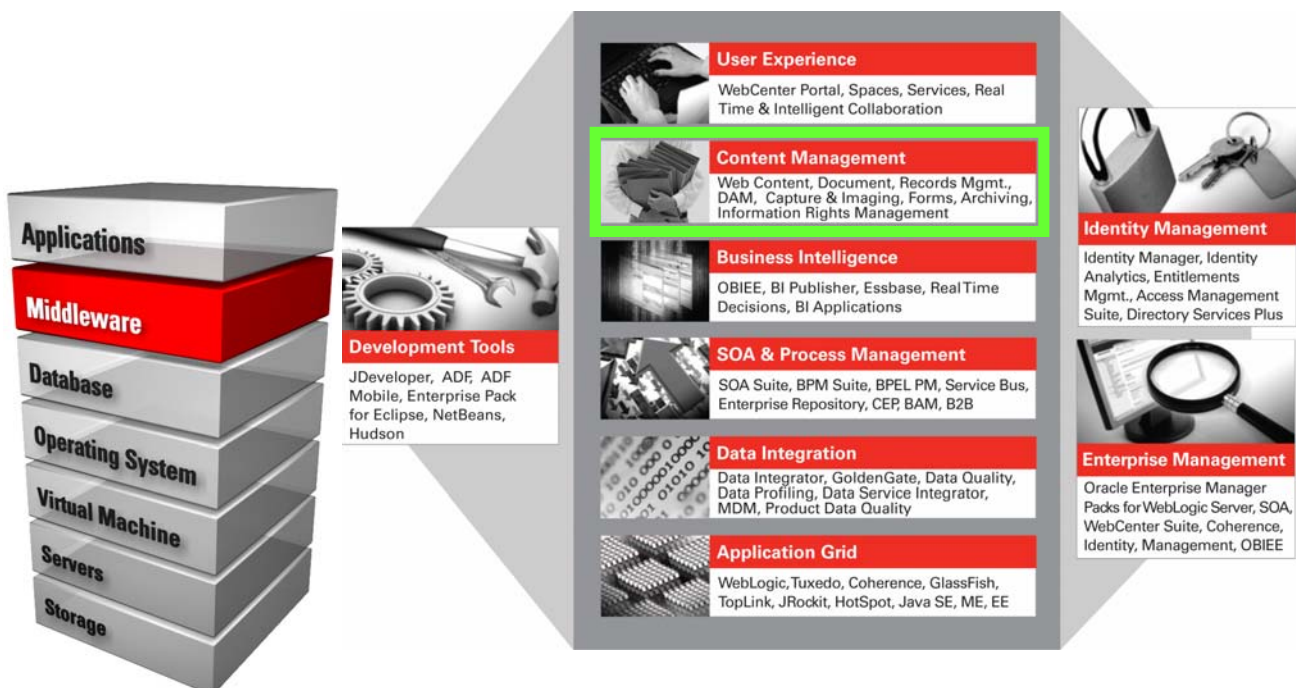 Applications
Middleware
Database
Operating System
Virtual Machine
Servers
Storage
Development Tools
JDeveloper, ADF, ADF
Mobile, Enterprise Pack
for Eclipse, NetBeans,
Hudson
User Experience
WebCenter Portal, Spaces, Services, Real
Time & Intelligent Collaboration
Content Management
Web Content, Document, Records Mgmt.,
DAM, Capture & Imaging, Forms, Archiving,
Information Rights Management
Business Intelligence
OBIEE, BI Publisher, Essbase, Real Time
Decisions, BI Applications
SOA & Process Management
SOA Suite, BPM Suite, BPEL PM, Service Bus,
Enterprise Repository, CEP, BAM, B2B
Data Integration
Data Integrator, GoldenGate, Data Quality,
Data Profiling, Data Service Integrator,
MDM, Product Data Quality
Application Grid
WebLogic, Tuxedo, Coherence, GlassFish,
TopLink, JRockit, HotSpot, Java SE, ME, EE
Identity Management
Identity Manager, Identity
Analytics, Entitlements
Mgmt., Access Management
Suite, Directory Services Plus
Enterprise Management
Oracle Enterprise Manager
Packs for WebLogic Server, SOA,
WebCenter Suite, Coherence,
Identity, Management, OBIEE